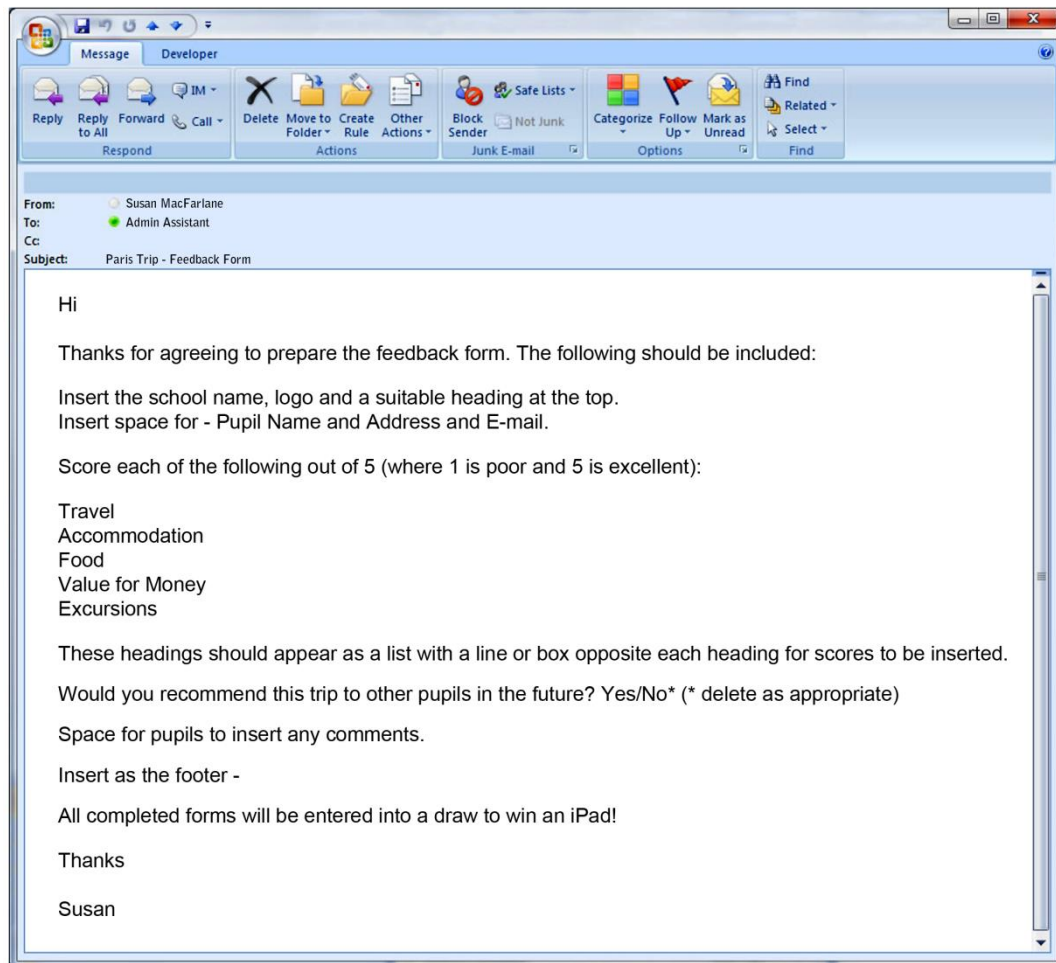 Message Developer
Reply
Reply to All
Forward
IM
Call
Respond
Delete
Move to Folder
Create Rule
Other Actions
Actions
Block Sender
Safe Lists
Not Junk
Junk E-mail
Categorize
Follow Up
Mark as Unread
Options
Find
Related
Select
Find
From: Susan MacFarlane
To: Admin Assistant
Cc:
Subject: Paris Trip - Feedback Form
Hi
Thanks for agreeing to prepare the feedback form. The following should be included:
Insert the school name, logo and a suitable heading at the top.
Insert space for - Pupil Name and Address and E-mail.
Score each of the following out of 5 (where 1 is poor and 5 is excellent):
Travel
Accommodation
Food
Value for Money
Excursions
These headings should appear as a list with a line or box opposite each heading for scores to be inserted.
Would you recommend this trip to other pupils in the future? Yes/No* (* delete as appropriate)
Space for pupils to insert any comments.
Insert as the footer -
All completed forms will be entered into a draw to win an iPad!
Thanks
Susan